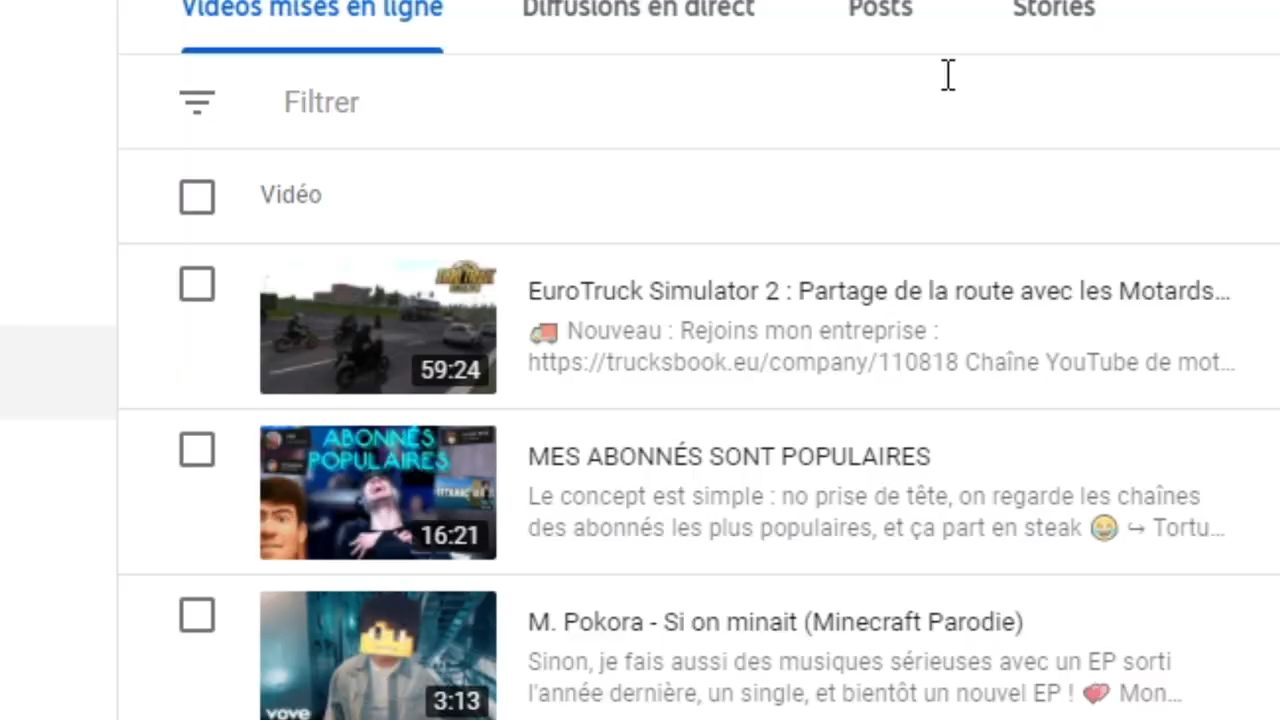 Vidéos mises en ligne
Diffusions en direct
Posts
Stories
Filtrer
Vidéo
59:24
EuroTruck Simulator 2 : Partage de la route avec les Motards...
🚚 Nouveau : Rejoins mon entreprise :
https://trucksbook.eu/company/110818 Chaîne YouTube de mot...
ABONNÉS
POPULAIRES
16:21
MES ABONNÉS SONT POPULAIRES
Le concept est simple : no prise de tête, on regarde les chaînes
des abonnés les plus populaires, et ça part en steak 😂 ↪ Tortu...
vevo
3:13
M. Pokora - Si on minait (Minecraft Parodie)
Sinon, je fais aussi des musiques sérieuses avec un EP sorti
l'année dernière, un single, et bientôt un nouvel EP ! 💞 Mon...